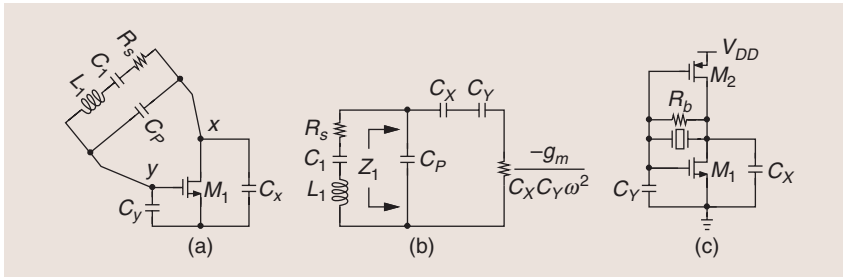 R_s
C_1
L_1
C_P
x
y
M_1
C_x
C_y
(a)
C_X C_Y
R_s
C_1
Z_1
C_P
L_1
-g_m
C_X C_Y ω^2
(b)
V_DD
M_2
R_b
M_1
C_Y
C_X
(c)